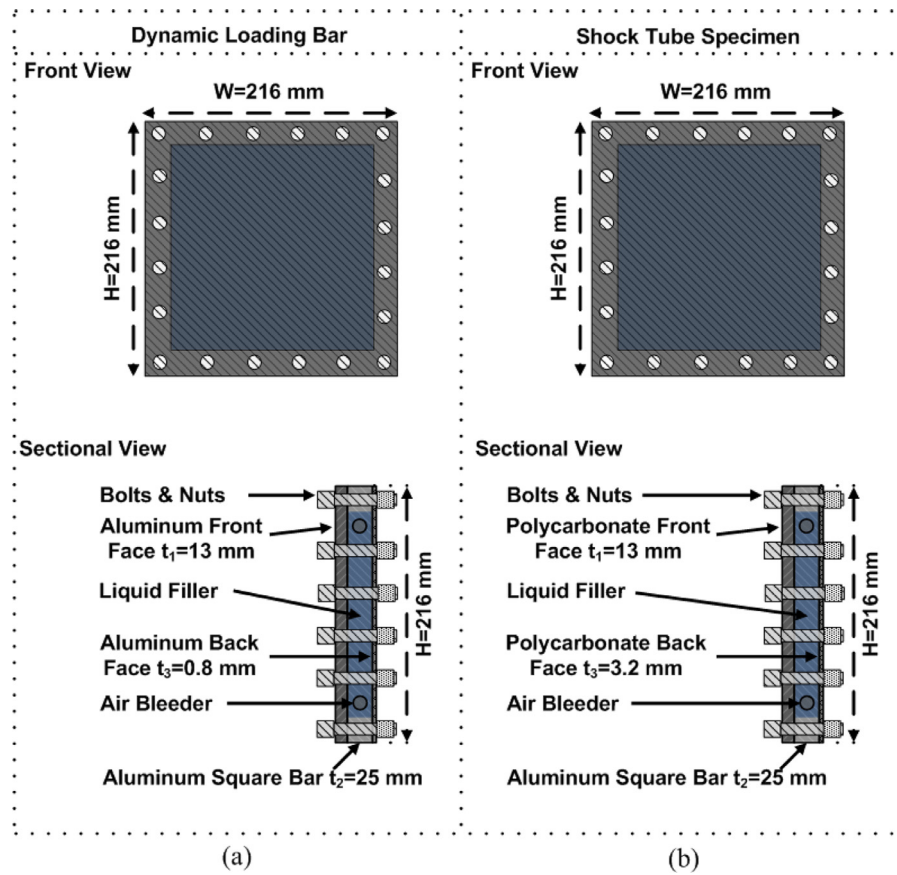 Dynamic Loading Bar
Front View
W=216 mm
H=216 mm
Sectional View
Bolts & Nuts
Aluminum Front
Face t₁=13 mm
Liquid Filler
Aluminum Back
Face t₃=0.8 mm
Air Bleeder
H=216 mm
Aluminum Square Bar t₂=25 mm
(a)
Shock Tube Specimen
Front View
W=216 mm
H=216 mm
Sectional View
Bolts & Nuts
Polycarbonate Front
Face t₁=13 mm
Liquid Filler
Polycarbonate Back
Face t₃=3.2 mm
Air Bleeder
H=216 mm
Aluminum Square Bar t₂=25 mm
(b)